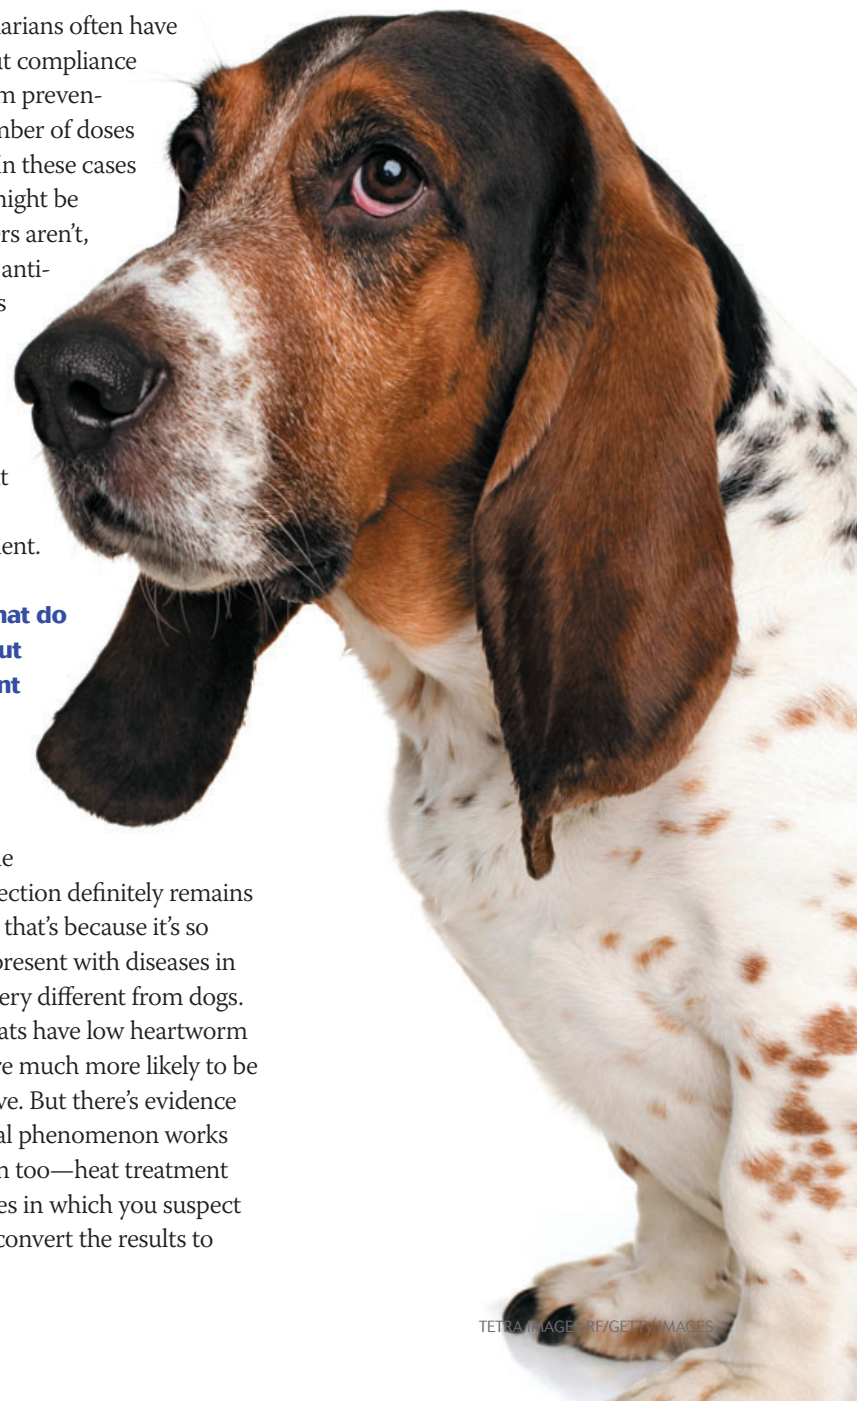 arians often have
t compliance
m preven-
mber of doses
n these cases
might be
rs aren't,
anti-
s
t
ent.
hat do
ut
nt
e
ection definitely remains
that's because it's so
present with diseases in
ery different from dogs.
ats have low heartworm
re much more likely to be
ve. But there's evidence
al phenomenon works
n too—heat treatment
es in which you suspect
convert the results to
TETRA IMAGES-RF/GETTY IMAGES